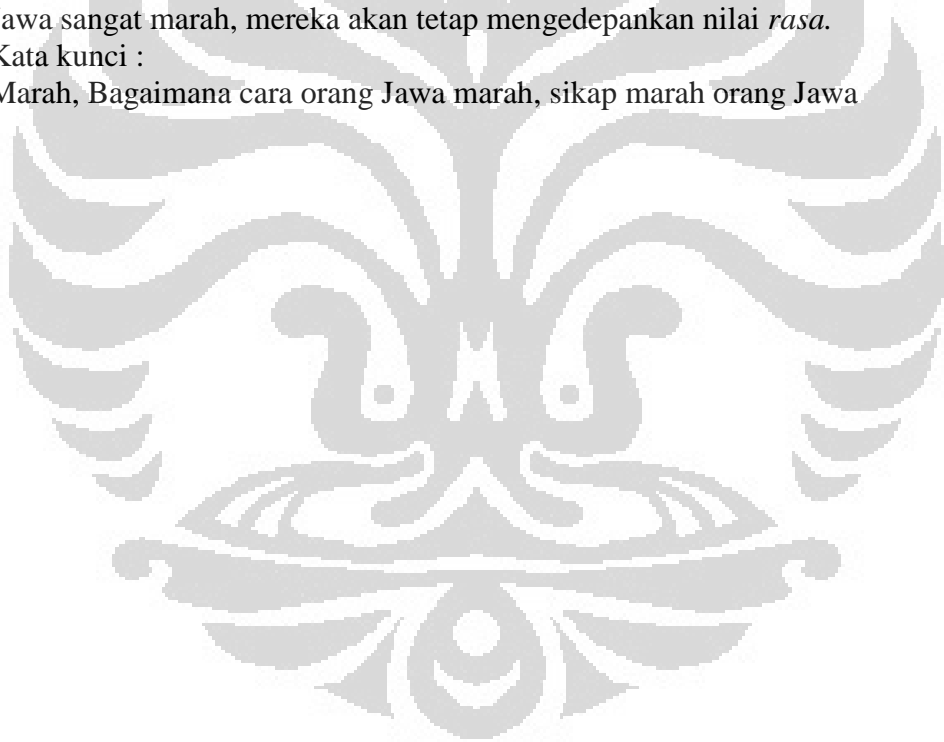 Jawa sangat marah, mereka akan tetap mengedepankan nilai rasa.
Kata kunci :
Marah, Bagaimana cara orang Jawa marah, sikap marah orang Jawa